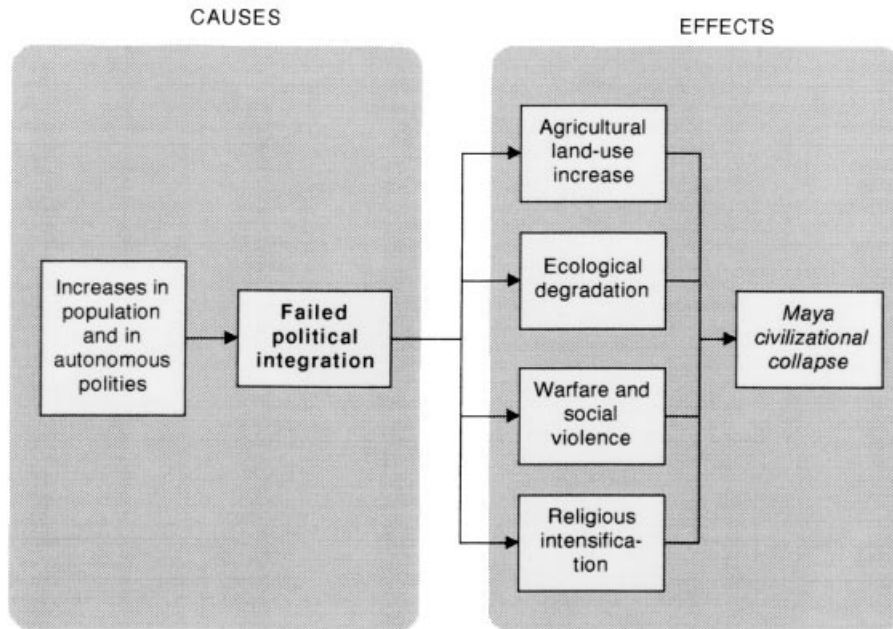 CAUSES
EFFECTS
Increases in
population
and in
autonomous
polities
Failed
political
integration
Agricultural
land-use
increase
Ecological
degradation
Warfare and
social
violence
Religious
intensifica-
tion
Maya
civilizational
collapse